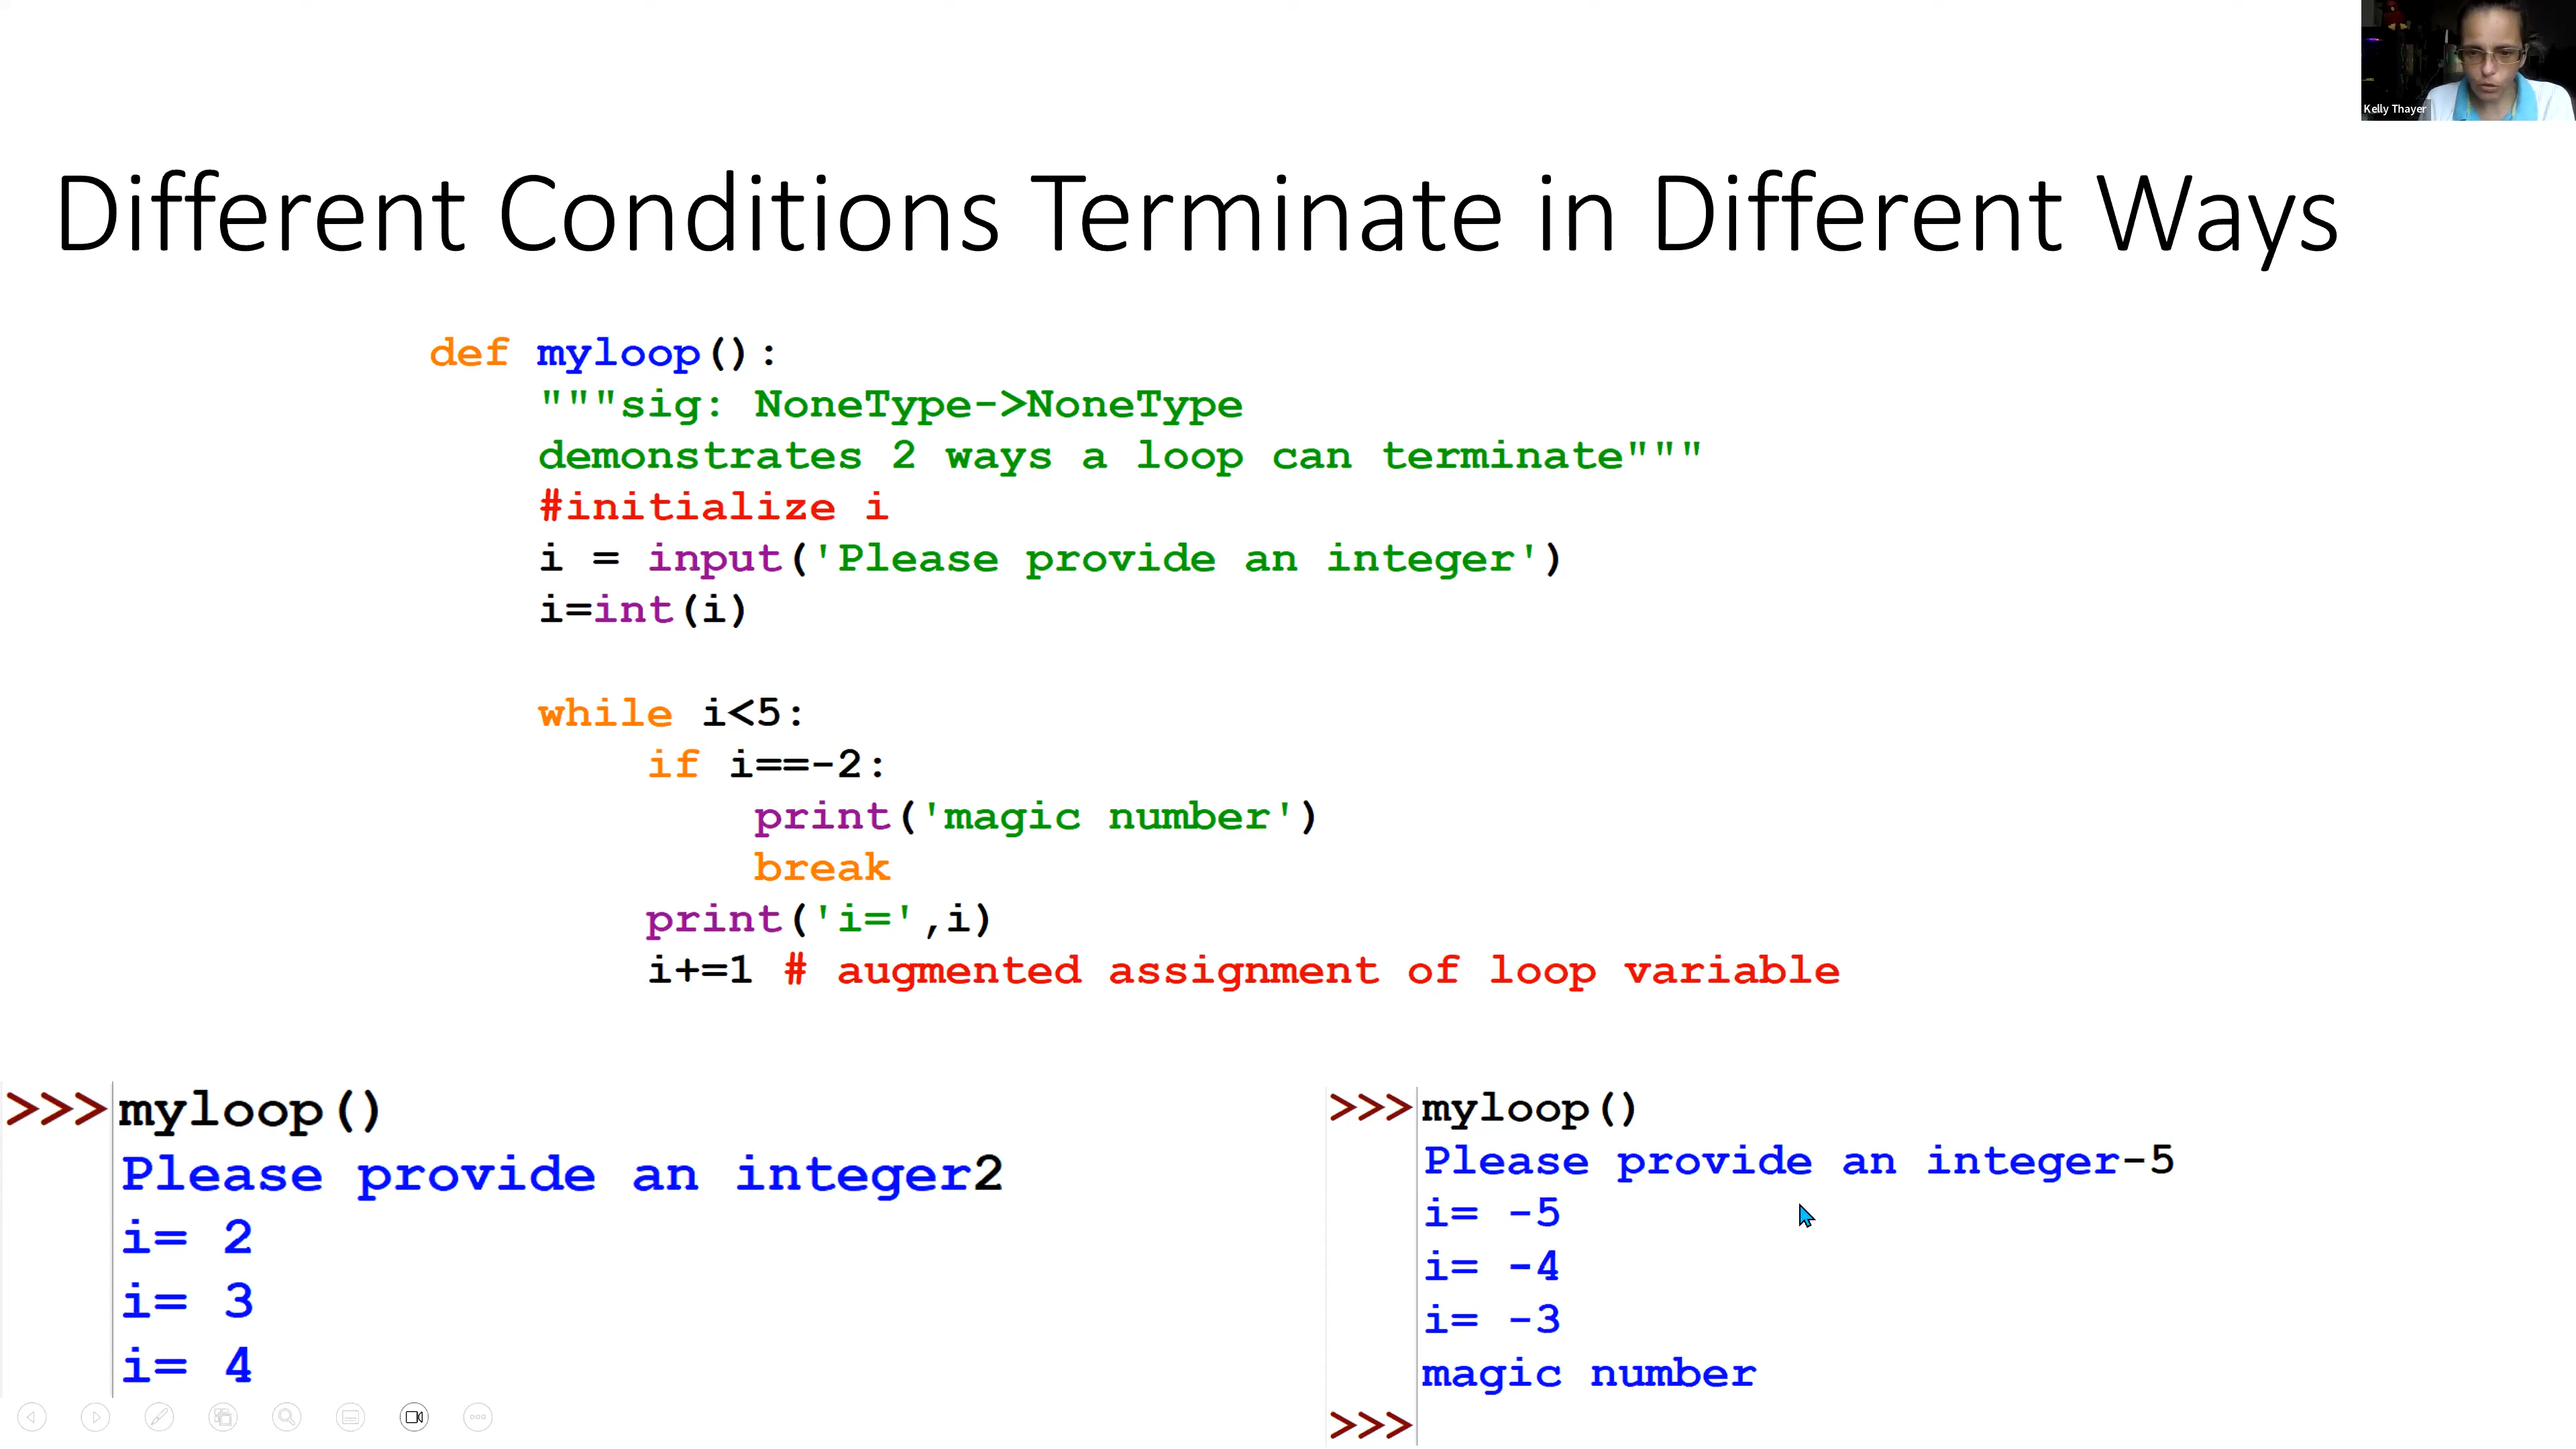 Kelly Thayer
Different Conditions Terminate in Different Ways
def myloop():
    """sig: NoneType->NoneType
    demonstrates 2 ways a loop can terminate"""
    #initialize i
    i = input('Please provide an integer')
    i=int(i)
    while i<5:
        if i==-2:
            print('magic number')
            break
        print('i=',i)
        i+=1 # augmented assignment of loop variable
>>> myloop()
Please provide an integer2
i= 2
i= 3
i= 4
>>> myloop()
Please provide an integer-5
i= -5
i= -4
i= -3
magic number
>>>